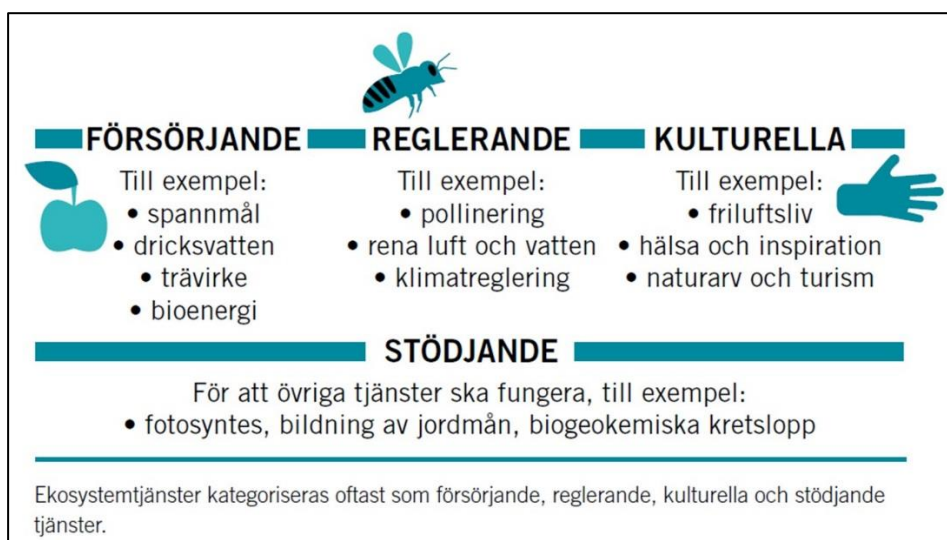 FÖRSÖRJANDE
Till exempel:
• spannmål
• dricksvatten
• trävirke
• bioenergi
REGLERANDE
Till exempel:
• pollinering
• rena luft och vatten
• klimatreglering
KULTURELLA
Till exempel:
• friluftsliv
• hälsa och inspiration
• naturarv och turism
STÖDJANDE
För att övriga tjänster ska fungera, till exempel:
• fotosyntes, bildning av jordmån, biogeokemiska kretslopp
Ekosystemtjänster kategoriseras oftast som försörjande, reglerande, kulturella och stödjande
tjänster.